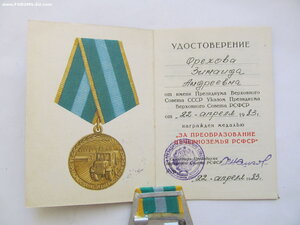 УДОСТОВЕРЕНИЕ
Орехова
Зинаида
Андреевна
от имени Президиума Верховного
Совета СССР Указом Президиума
Верховного Совета РСФСР
от "22" апреля 1983.
награжден медалью
"ЗА ПРЕОБРАЗОВАНИЕ
НЕЧЕРНОЗЕМЬЯ РСФСР"
"22" апреля 1983.